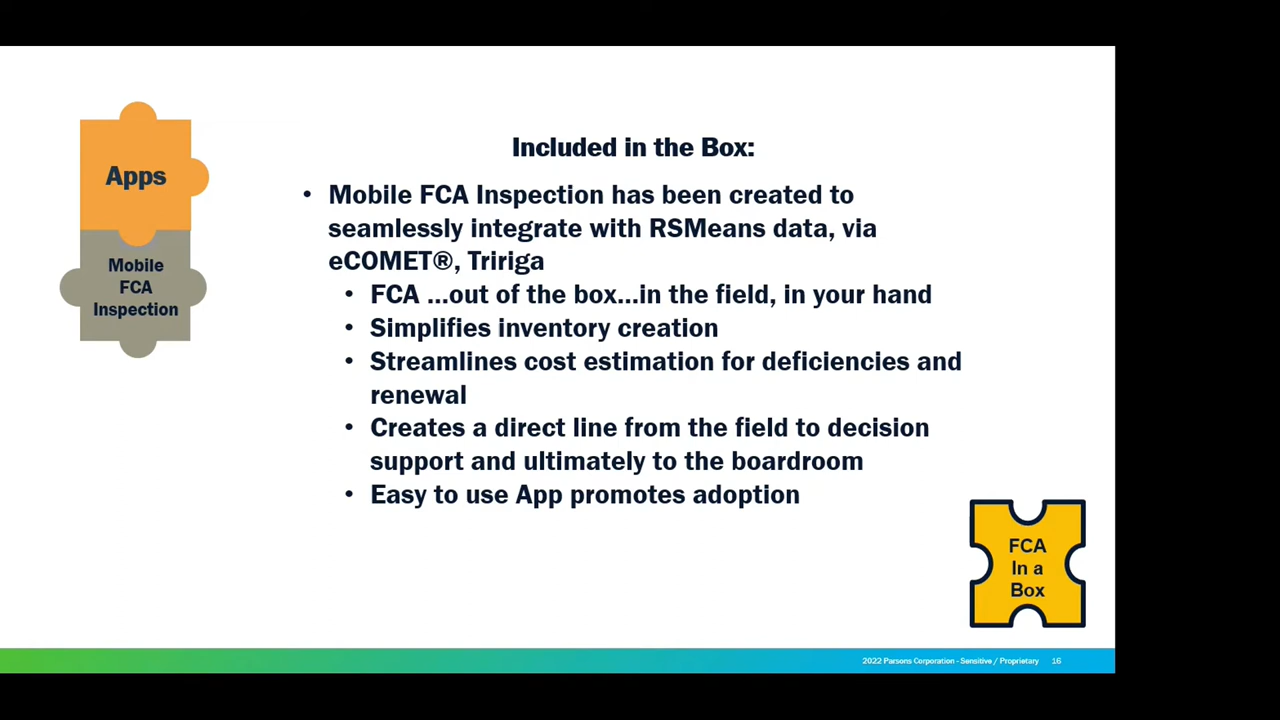 Apps
Mobile
FCA
Inspection
Included in the Box:
• Mobile FCA Inspection has been created to
seamlessly integrate with RSMeans data, via
eCOMET®, Tririga
• FCA ...out of the box...in the field, in your hand
• Simplifies inventory creation
• Streamlines cost estimation for deficiencies and
renewal
• Creates a direct line from the field to decision
support and ultimately to the boardroom
• Easy to use App promotes adoption
FCA
In a
Box
2022 Parsons Corporation - Sensitive / Proprietary 16